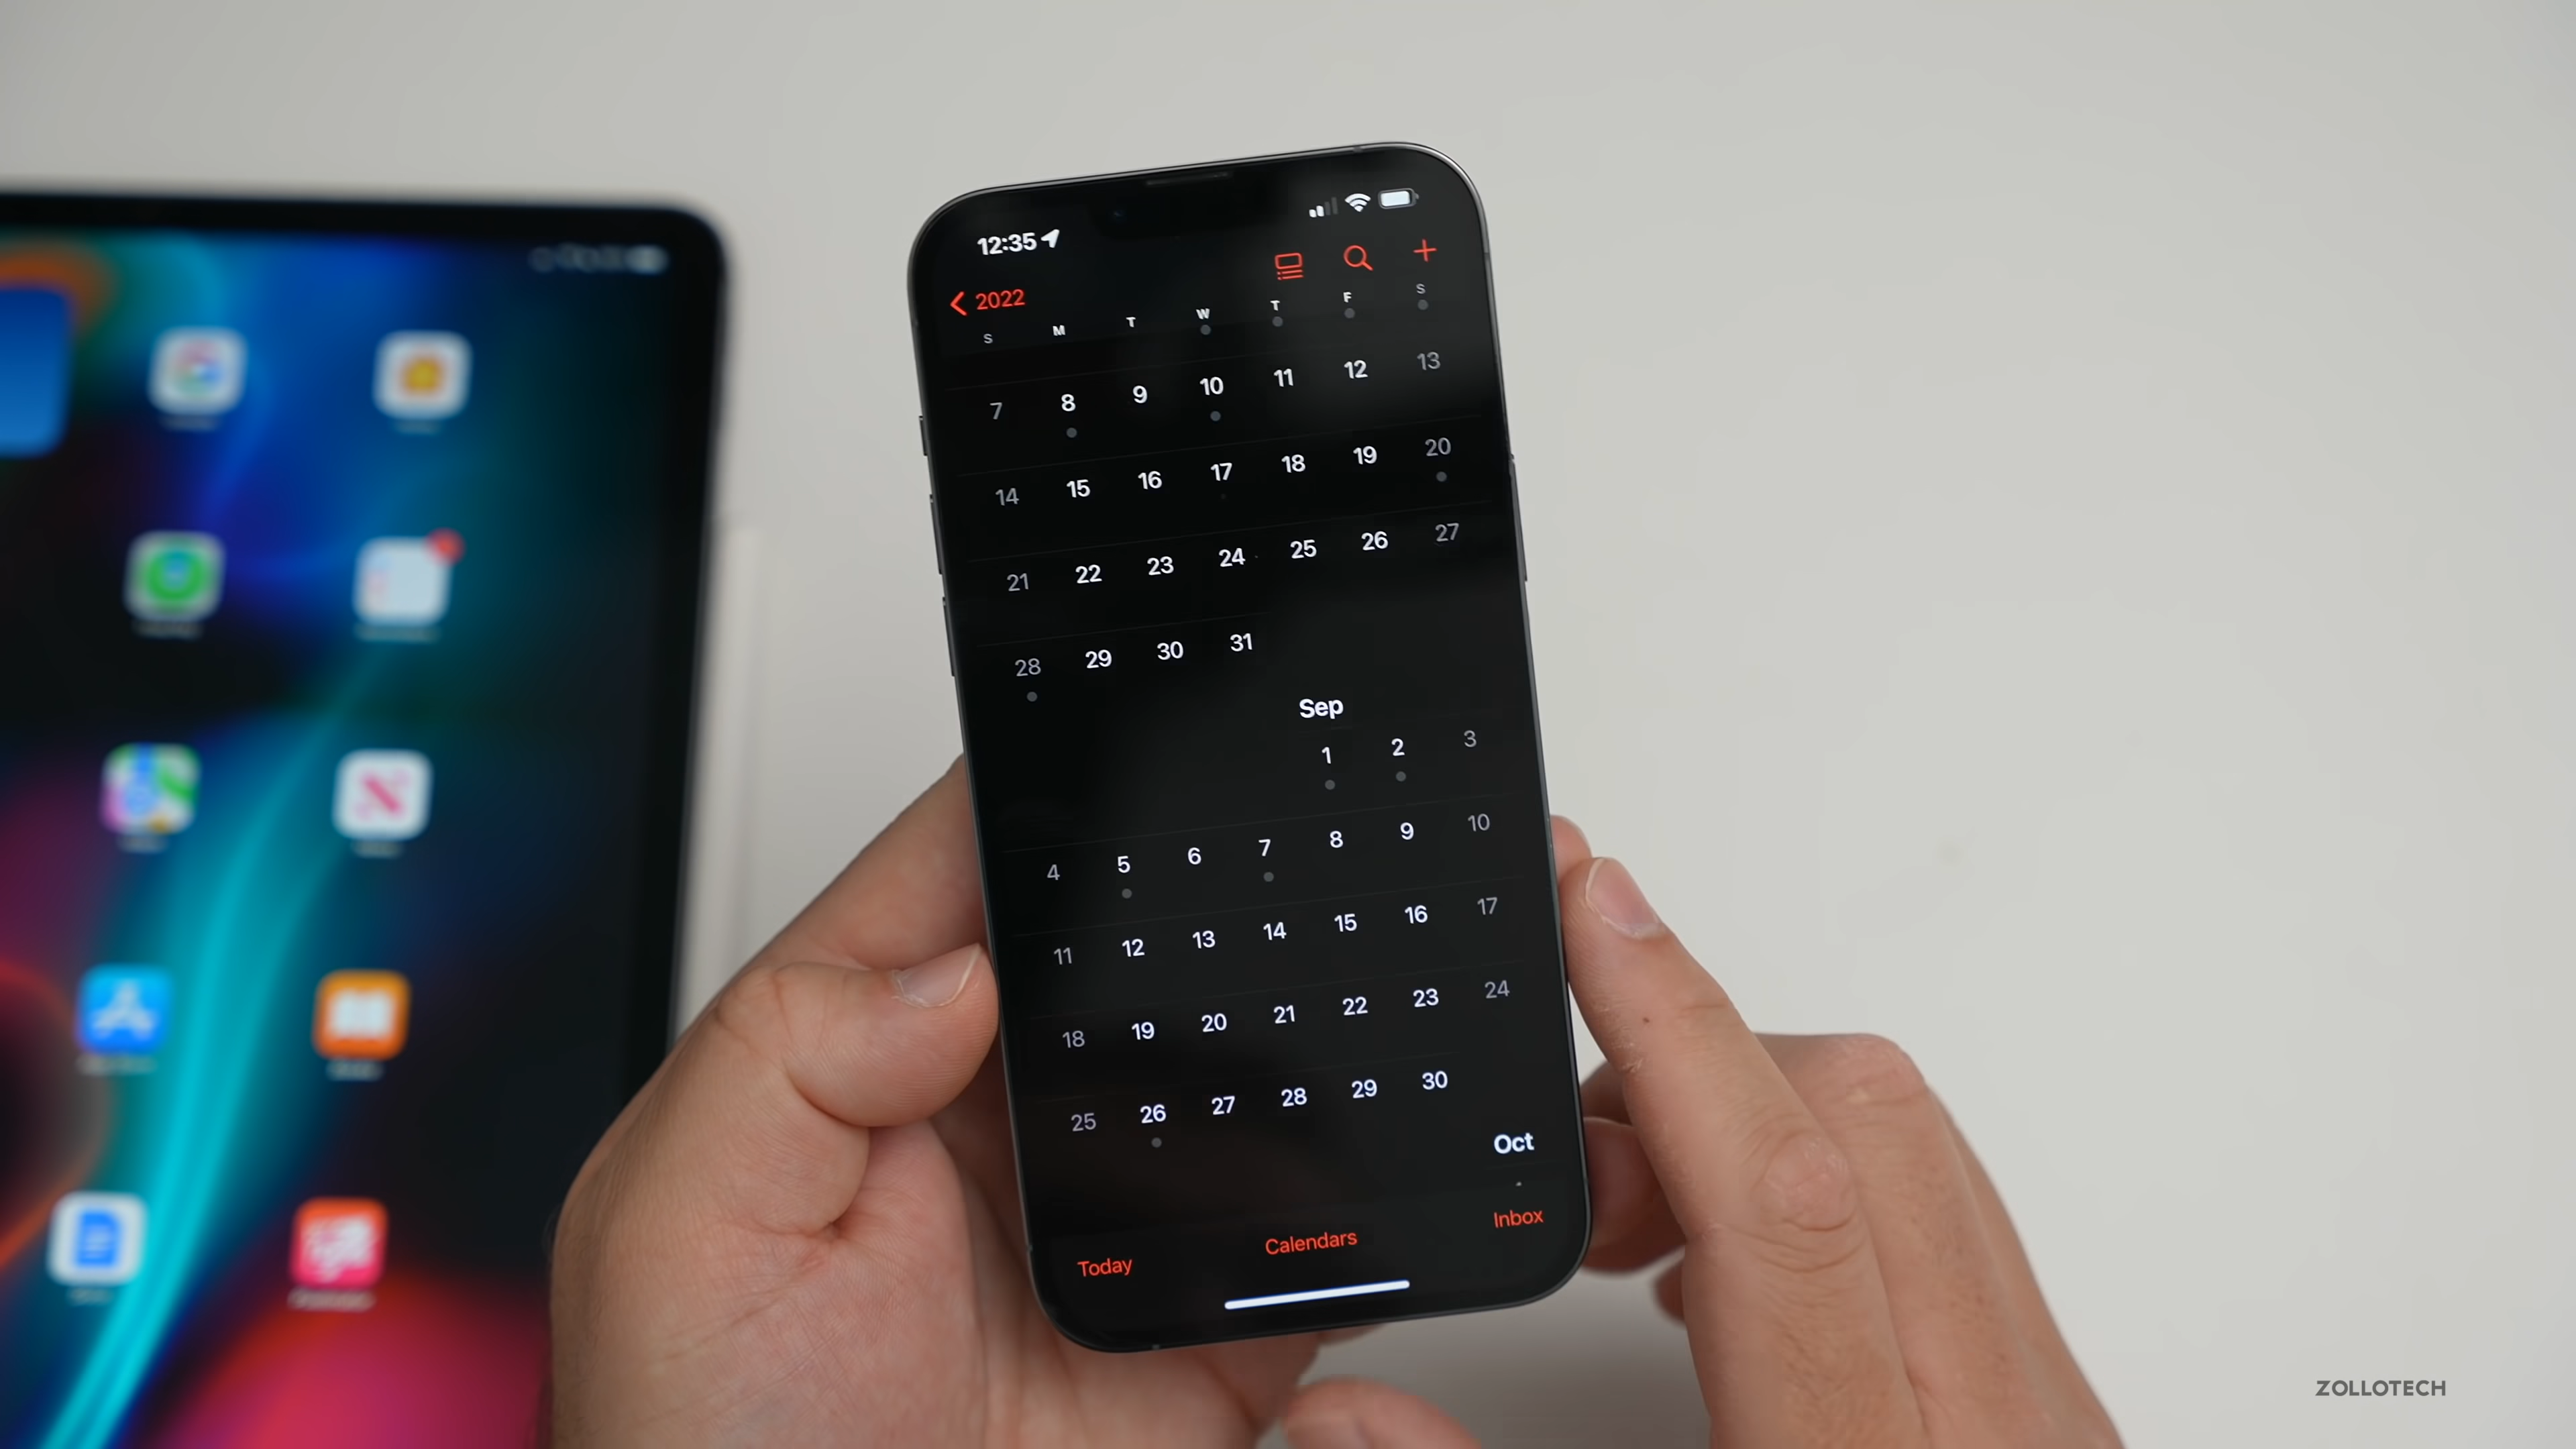 12:35
2022
S M T W T F S
7 8 9 10 11 12 13
14 15 16 17 18 19 20
21 22 23 24 25 26 27
28 29 30 31
Sep
1 2 3
4 5 6 7 8 9 10
11 12 13 14 15 16 17
18 19 20 21 22 23 24
25 26 27 28 29 30
Oct
Today Calendars Inbox
ZOLLOTECH